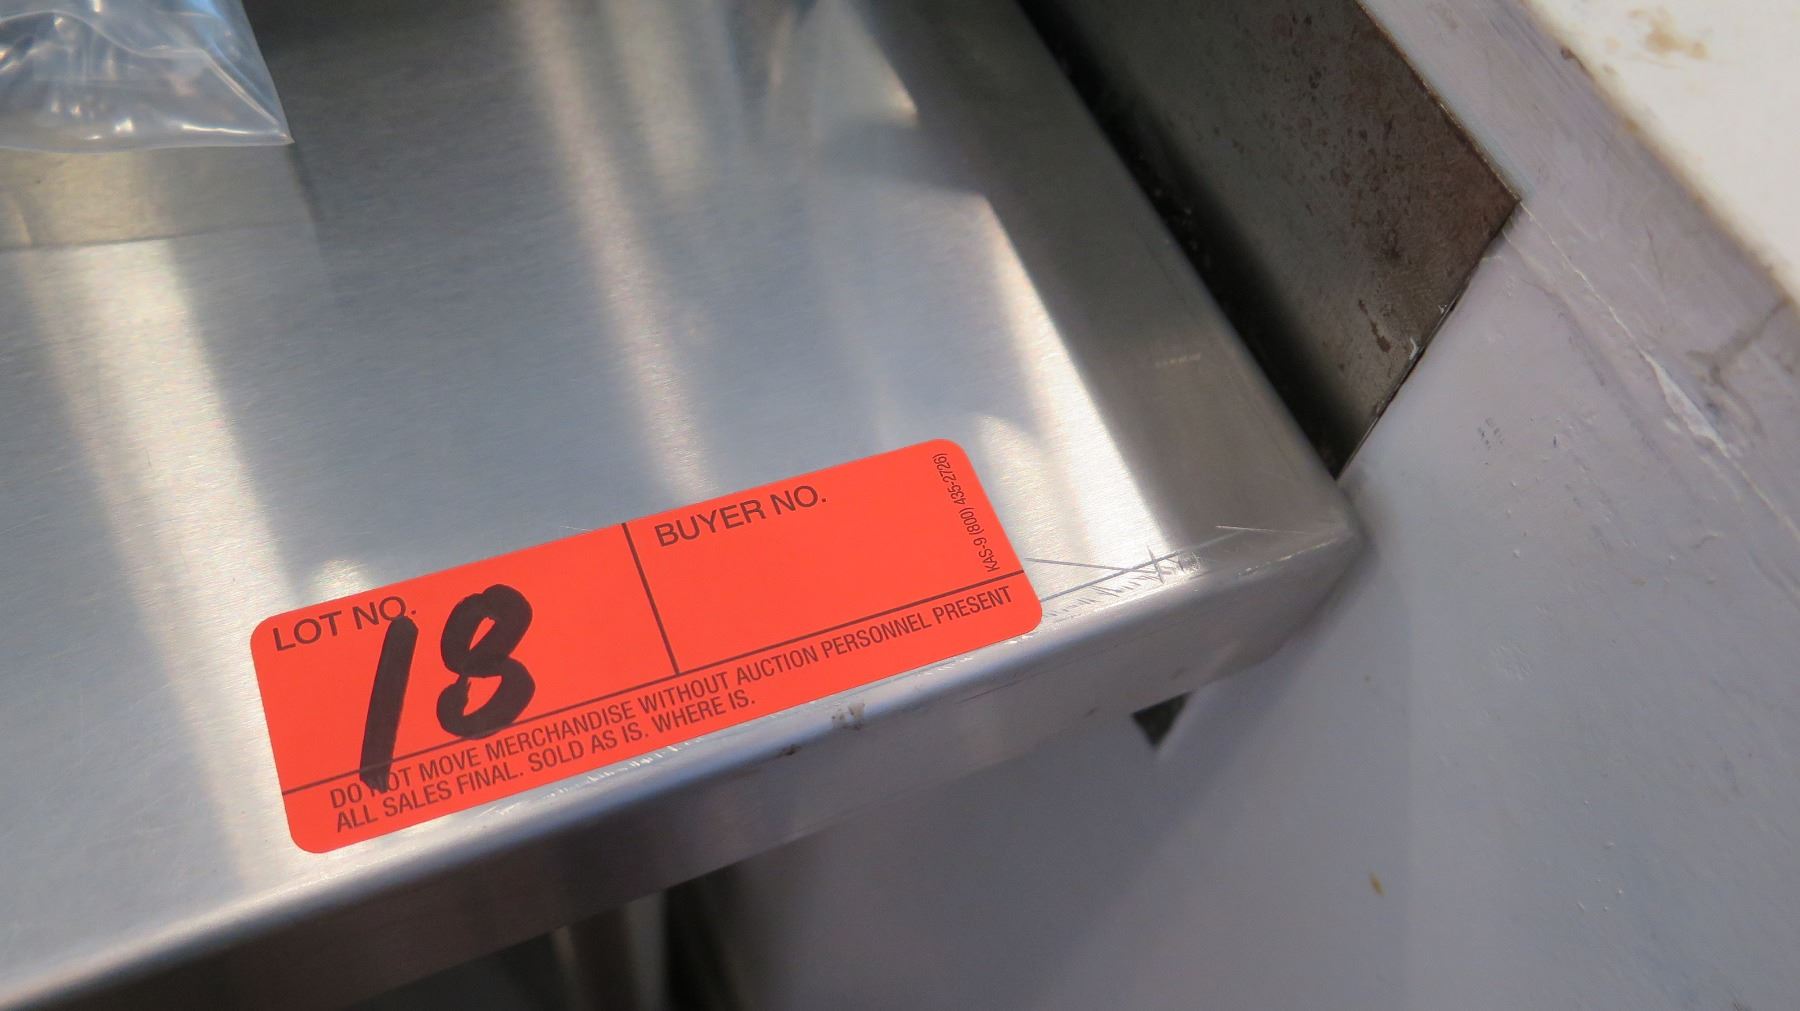 LOT NO.
18
BUYER NO.
KAS-9 (800) 435-2726)
DO NOT MOVE MERCHANDISE WITHOUT AUCTION PERSONNEL PRESENT
ALL SALES FINAL. SOLD AS IS. WHERE IS.